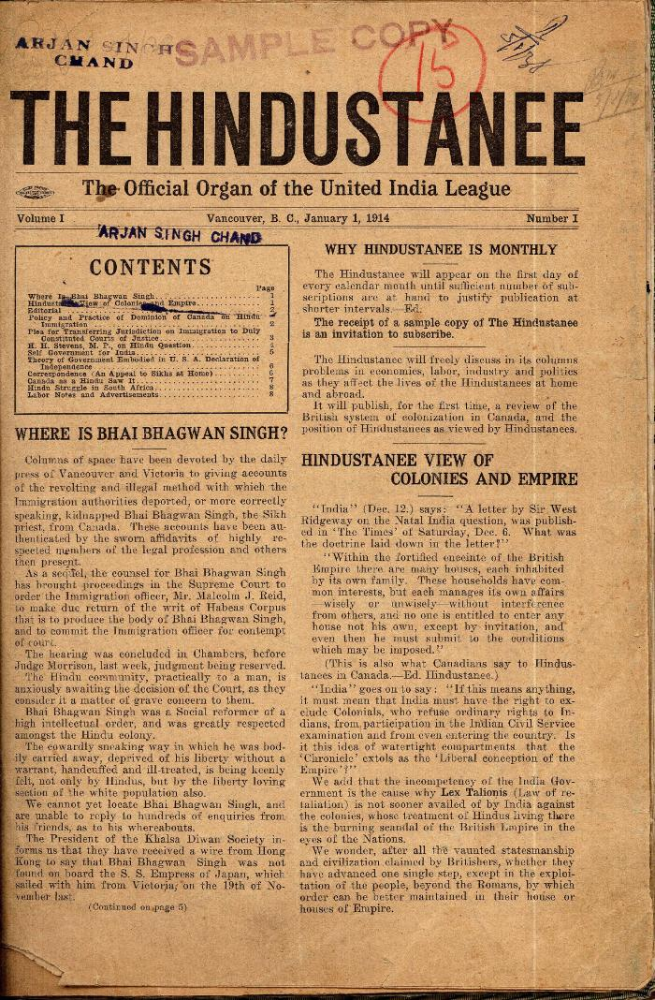 ARJAN SINGH
CHAND
SAMPLE COPY
15
THE HINDUSTANEE
The Official Organ of the United India League
Volume I Vancouver, B. C., January 1, 1914 Number I
ARJAN SINGH CHAND
CONTENTS
Page
Where Is Bhai Bhagwan Singh 1
Hindustanee View of Colonies and Empire 1
Editorial 2
Policy and Practice of Dominion of Canada on Hindu
Immigration 2
Plea for Transferring Jurisdiction on Immigration to Duly
Constituted Courts of Justice 3
H. H. Stevens, M. P., on Hindu Question 4
Self Government for India 5
Theory of Government Embodied in U. S. A. Declaration of
Independence 6
Correspondence (An Appeal to Sikhs at Home) 6
Canada as a Hindu Saw It 7
Hindu Struggle in South Africa 8
Labor Notes and Advertisements 8
WHERE IS BHAI BHAGWAN SINGH?
Columns of space have been devoted by the daily
press of Vancouver and Victoria to giving accounts
of the revolting and illegal method with which the
Immigration authorities deported, or more correctly
speaking, kidnapped Bhai Bhagwan Singh, the Sikh
priest, from Canada. These accounts have been au-
thenticated by the sworn affidavits of highly re-
spected members of the legal profession and others
then present.
As a sequel, the counsel for Bhai Bhagwan Singh
has brought proceedings in the Supreme Court to
order the Immigration officer, Mr. Malcolm J. Reid,
to make due return of the writ of Habeas Corpus
that is to produce the body of Bhai Bhagwan Singh,
and to commit the Immigration officer for contempt
of court.
The hearing was concluded in Chambers, before
Judge Morrison, last week, judgment being reserved.
The Hindu community, practically to a man, is
anxiously awaiting the decision of the Court, as they
consider it a matter of grave concern to them.
Bhai Bhagwan Singh was a Social reformer of a
high intellectual order, and was greatly respected
amongst the Hindu colony.
The cowardly sneaking way in which he was bod-
ily carried away, deprived of his liberty without a
warrant, handcuffed and ill-treated, is being keenly
felt, not only by Hindus, but by the liberty loving
section of the white population also.
We cannot yet locate Bhai Bhagwan Singh, and
are unable to reply to hundreds of enquiries from
his friends, as to his whereabouts.
The President of the Khalsa Diwan Society in-
forms us that they have received a wire from Hong
Kong to say that Bhai Bhagwan Singh was not
found on board the S. S. Empress of Japan, which
sailed with him from Victoria, on the 19th of No-
vember last.
(Continued on page 5)
WHY HINDUSTANEE IS MONTHLY
The Hindustanee will appear on the first day of
every calendar month until sufficient number of sub-
scriptions are at hand to justify publication at
shorter intervals.—Ed.
The receipt of a sample copy of The Hindustanee
is an invitation to subscribe.
The Hindustanee will freely discuss in its columns
problems in economics, labor, industry and politics
as they affect the lives of the Hindustanees at home
and abroad.
It will publish, for the first time, a review of the
British system of colonization in Canada, and the
position of Hindustanees as viewed by Hindustanees.
HINDUSTANEE VIEW OF
COLONIES AND EMPIRE
"India" (Dec. 12.) says: "A letter by Sir West
Ridgeway on the Natal India question, was publish-
ed in 'The Times' of Saturday, Dec. 6. What was
the doctrine laid down in the letter?"
"Within the fortified enceinte of the British
Empire there are many houses, each inhabited
by its own family. These households have com-
mon interests, but each manages its own affairs
—wisely or unwisely—without interference
from others, and no one is entitled to enter any
house not his own, except by invitation, and
even then he must submit to the conditions
which may be imposed."
(This is also what Canadians say to Hindus-
tances in Canada.—Ed. Hindustanee.)
"India" goes on to say: "If this means anything,
it must mean that India must have the right to ex-
clude Colonials, who refuse ordinary rights to In-
dians, from participation in the Indian Civil Service
examination and from even entering the country. Is
it this idea of watertight compartments that the
'Chronicle' extols as the 'Liberal conception of the
Empire'?"
We add that the incompetency of the India Gov-
ernment is the cause why Lex Talionis (Law of re-
taliation) is not sooner availed of by India against
the colonies, whose treatment of Hindus living there
is the burning scandal of the British Empire in the
eyes of the Nations.
We wonder, after all the vaunted statesmanship
and civilization claimed by Britishers, whether they
have advanced one single step, except in the exploi-
tation of the people, beyond the Romans, by which
order can be better maintained in their house or
houses of Empire.